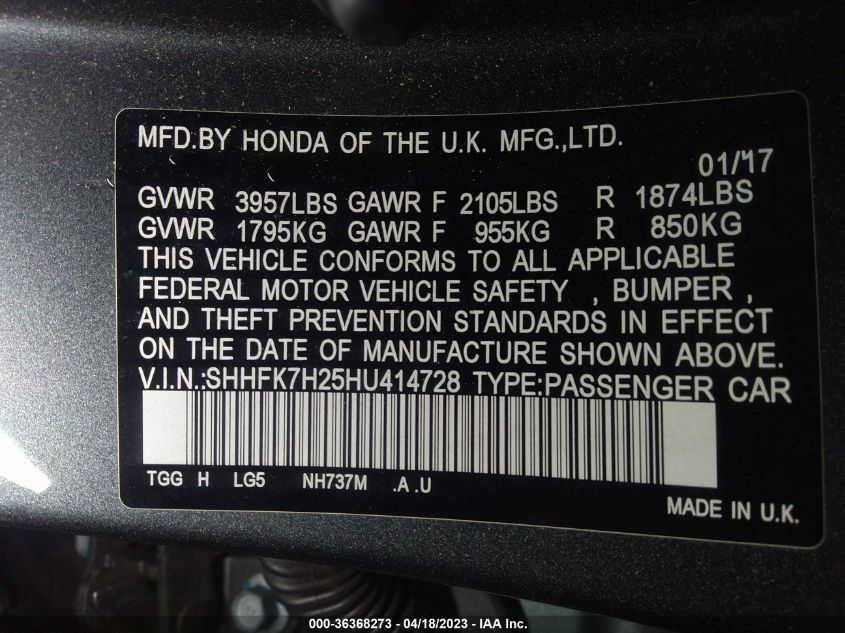 MFD.BY HONDA OF THE U.K. MFG.,LTD.
01/17
GVWR 3957LBS GAWR F 2105LBS R 1874LBS
GVWR 1795KG GAWR F 955KG R 850KG
THIS VEHICLE CONFORMS TO ALL APPLICABLE
FEDERAL MOTOR VEHICLE SAFETY , BUMPER ,
AND THEFT PREVENTION STANDARDS IN EFFECT
ON THE DATE OF MANUFACTURE SHOWN ABOVE.
V.I.N.:SHHFK7H25HU414728 TYPE:PASSENGER CAR
TGG H LG5 NH737M .A .U
MADE IN U.K.
000-36368273 - 04/18/2023 - IAA Inc.